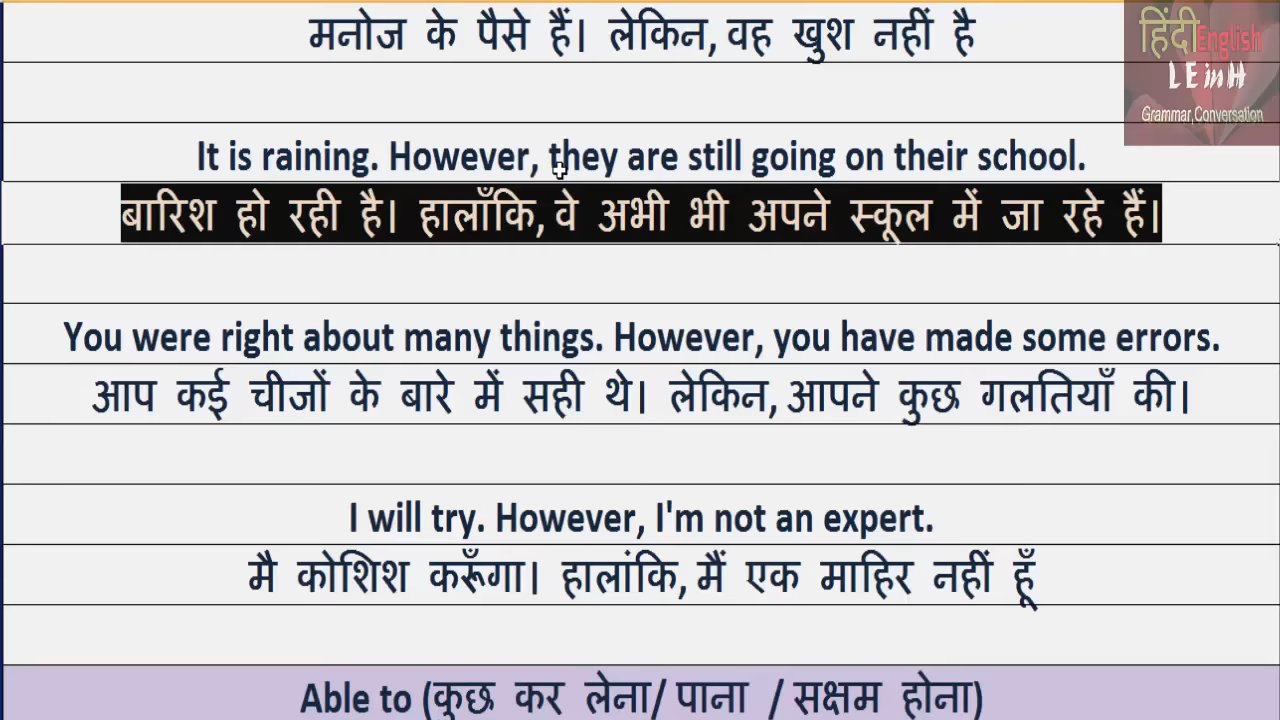 मनोज के पैसे हैं। लेकिन, वह खुश नहीं है
हिंदी English
L E in H
Grammar,Conversation
It is raining. However, they are still going on their school.
बारिश हो रही है। हालाँकि, वे अभी भी अपने स्कूल में जा रहे हैं।
You were right about many things. However, you have made some errors.
आप कई चीजों के बारे में सही थे। लेकिन, आपने कुछ गलतियाँ की।
I will try. However, I'm not an expert.
मै कोशिश करूँगा। हालांकि, मैं एक माहिर नहीं हूँ
Able to (कुछ कर लेना/ पाना / सक्षम होना)